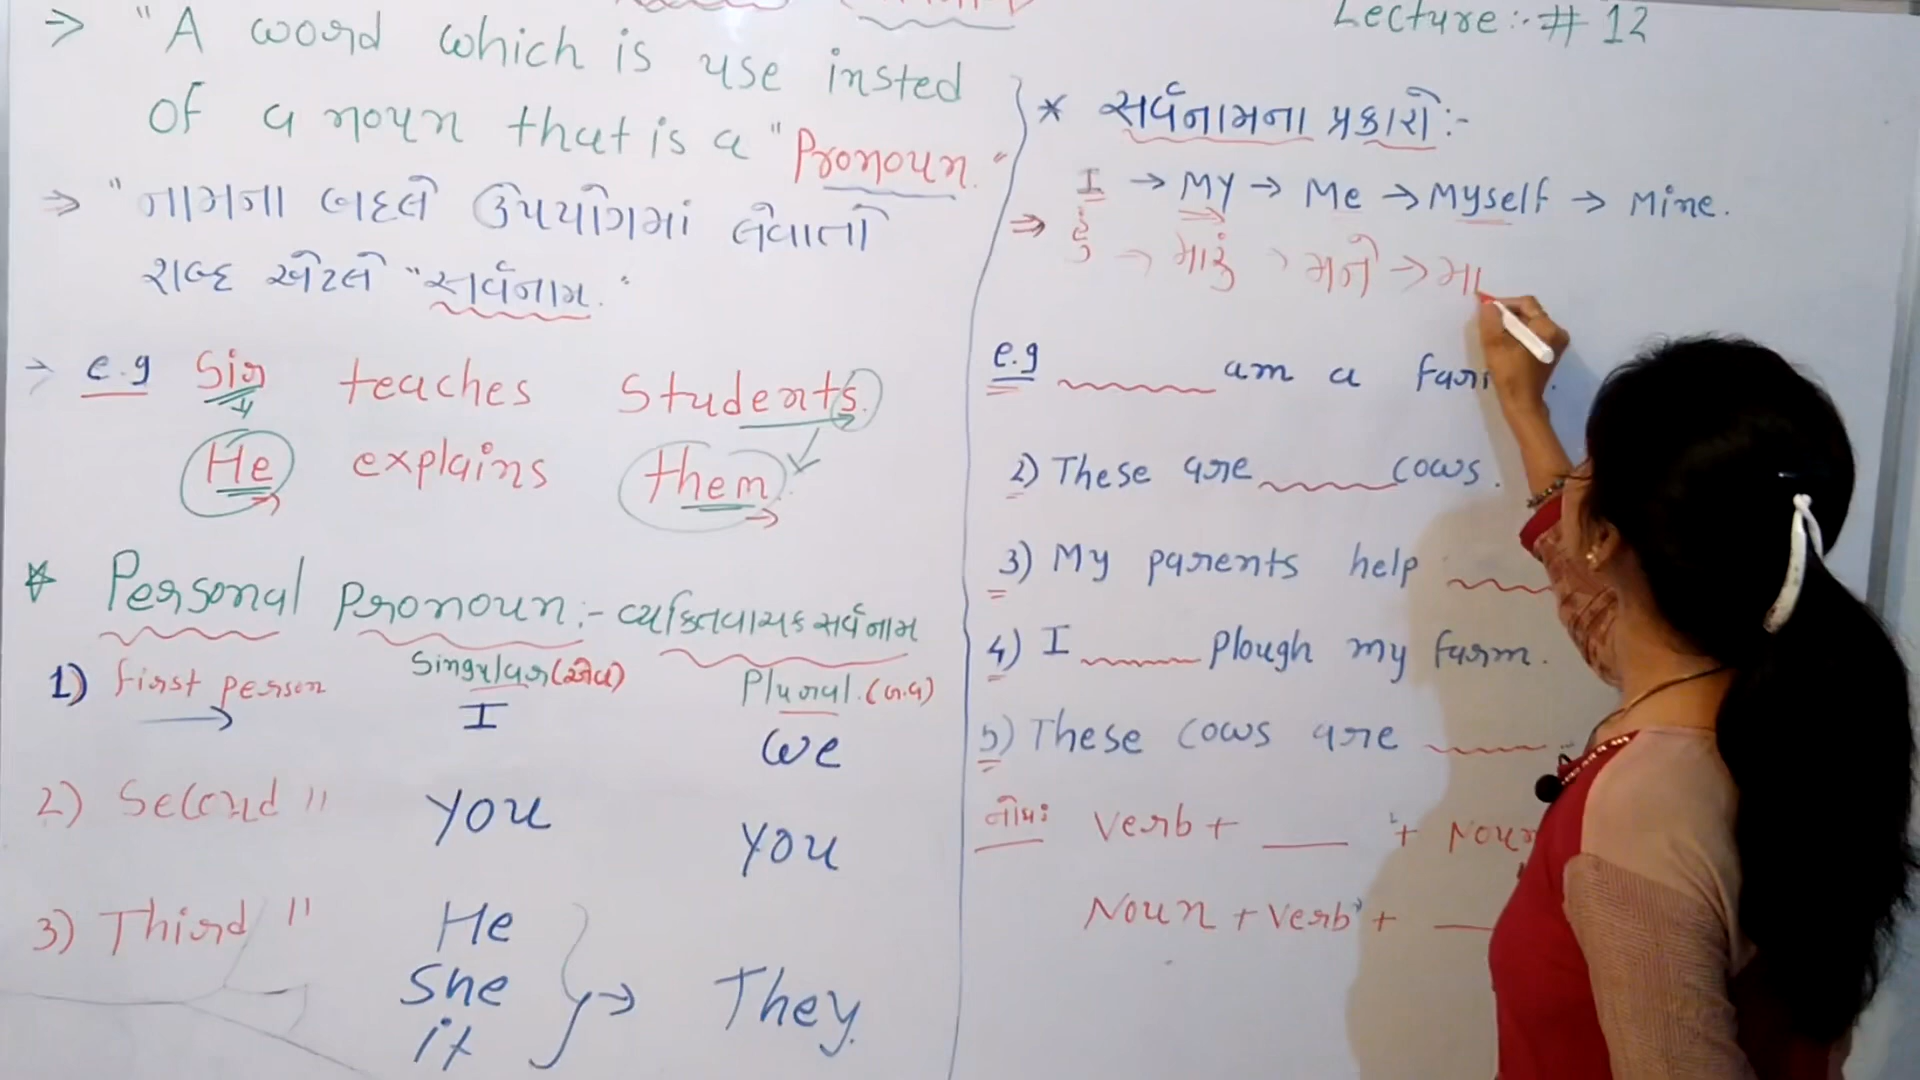 ⇒ "A word which is use insted
of a noun that is a "Pronoun."
⇒ "નામના બદલે ઉપયોગમાં લેવાતો
શબ્દ એટલે "સર્વનામ."
→ e.g Sir teaches Students.
He explains them.
* Personal Pronoun:- વ્યક્તિવાચક સર્વનામ
Singular (એ.વ) Plural. (બ.વ)
1) first person → I We
2) Second " You You
3) Third " He
She
it
→ They.
Lecture:- # 12
* સર્વનામના પ્રકારો:-
I → My → Me → Myself → Mine.
⇒ હું → મારું → મને → મા
e.g ______ am a
2) These are ______ cows.
3) My parents help ______
4) I ______ Plough my farm.
5) These cows are ______.
નોંધઃ Verb + ____ + Noun
Noun + Verb + ____